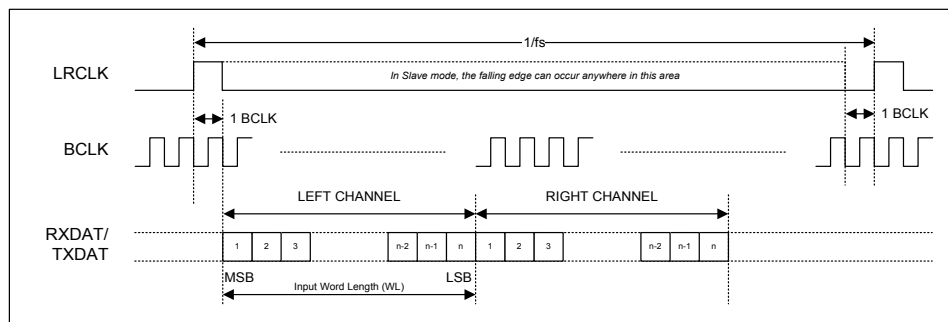 1/fs
LRCLK
In Slave mode, the falling edge can occur anywhere in this area
1 BCLK
1 BCLK
BCLK
LEFT CHANNEL
RIGHT CHANNEL
RXDAT/
TXDAT
1 2 3 n-2 n-1 n 1 2 3 n-2 n-1 n
MSB
LSB
Input Word Length (WL)